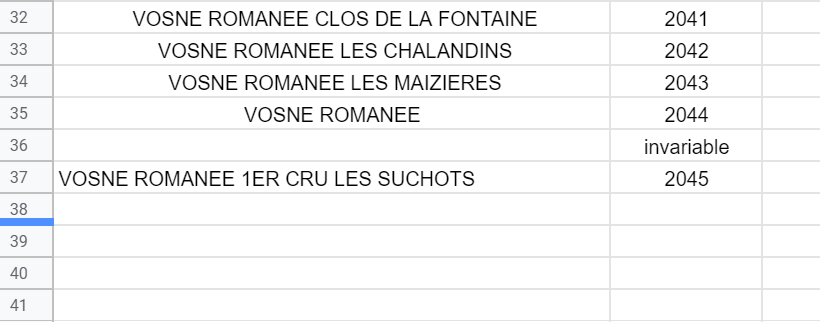 32 VOSNE ROMANEE CLOS DE LA FONTAINE 2041
33 VOSNE ROMANEE LES CHALANDINS 2042
34 VOSNE ROMANEE LES MAIZIERES 2043
35 VOSNE ROMANEE 2044
36 invariable
37 VOSNE ROMANEE 1ER CRU LES SUCHOTS 2045
38
39
40
41